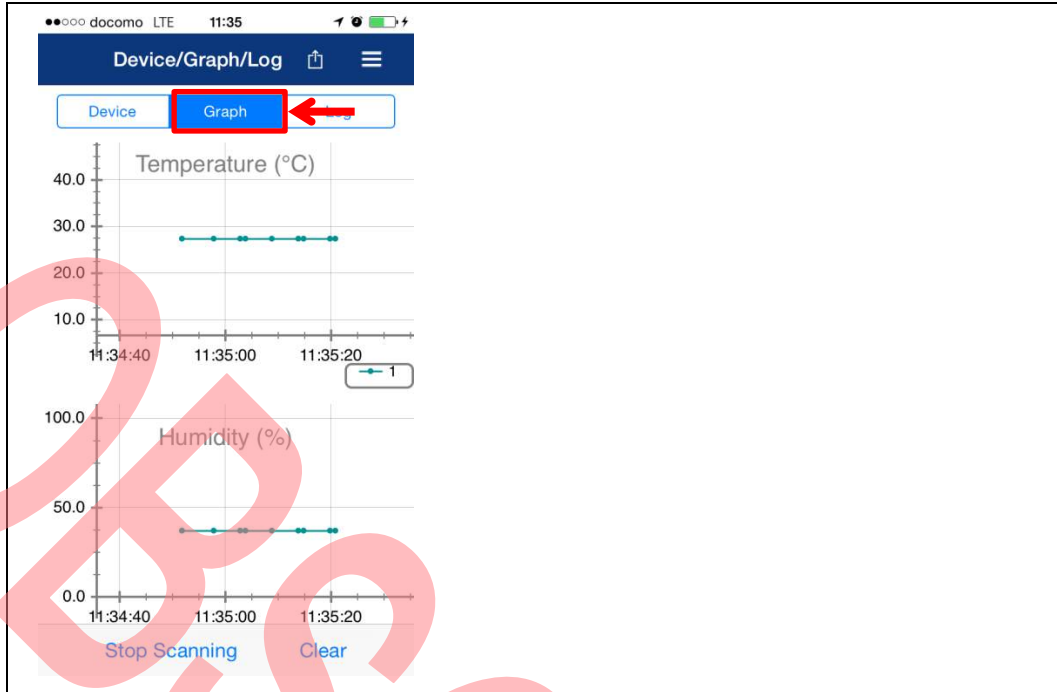 docomo LTE 11:35
Device/Graph/Log
Device Graph Log
Temperature (°C)
40.0
30.0
20.0
10.0
11:34:40 11:35:00 11:35:20
1
100.0
Humidity (%)
50.0
0.0
11:34:40 11:35:00 11:35:20
Stop Scanning Clear